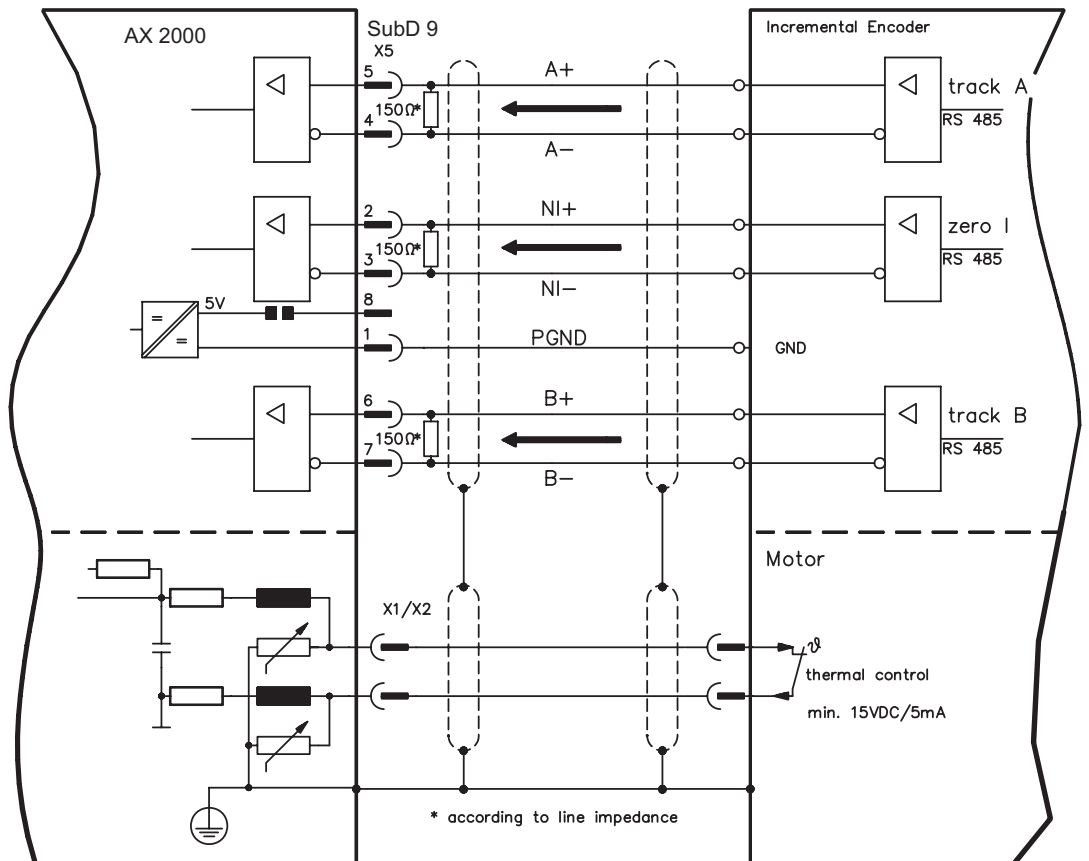 AX 2000
SubD 9
X5
Incremental Encoder
5
A+
track A
150Ω*
RS 485
4
A−
2
NI+
zero I
150Ω*
RS 485
3
NI−
5V
8
=
=
1
PGND
GND
6
B+
track B
150Ω*
RS 485
7
B−
Motor
X1/X2
ϑ
thermal control
min. 15VDC/5mA
* according to line impedance